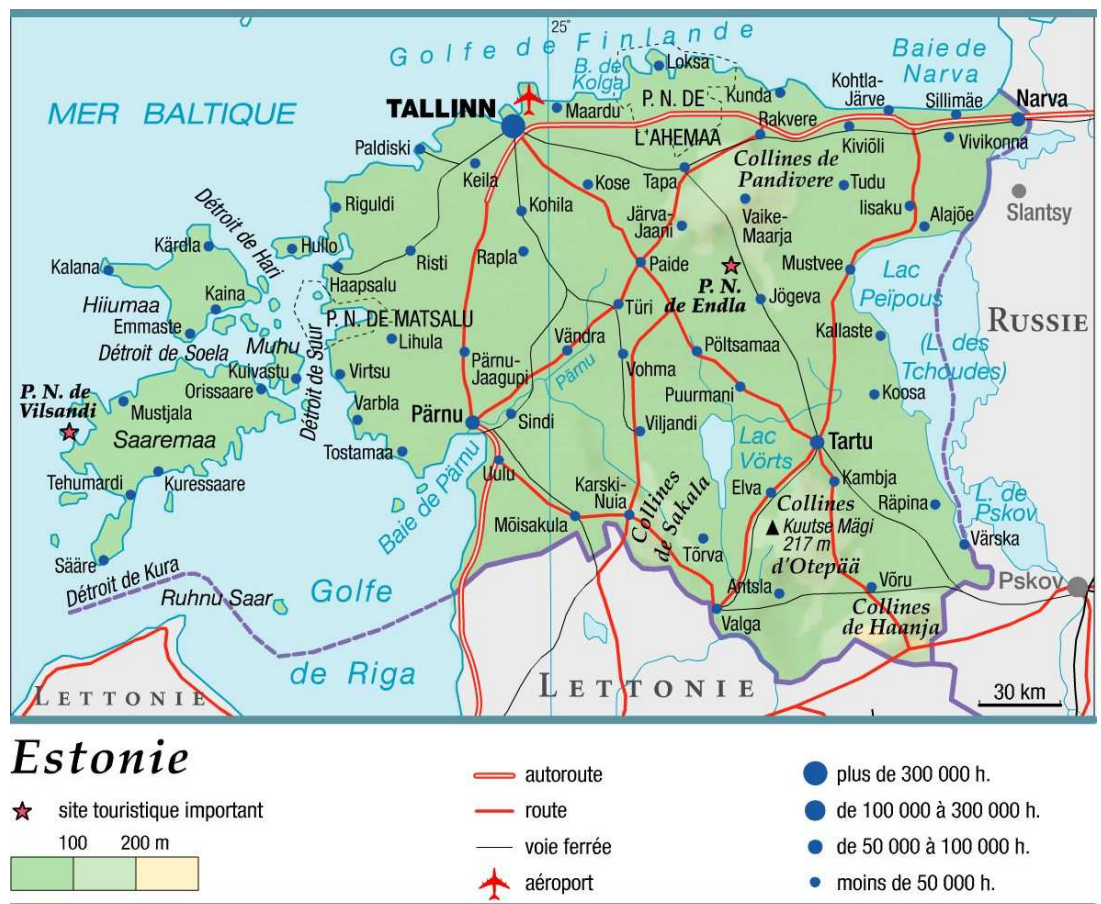 25°
Golfe de Finlande
Baie de
Narva
B. de
Kolga
Loksa
MER BALTIQUE
TALLINN
Maardu
P. N. DE
L'AHEMAA
Kunda
Rakvere
Kohtla-
Järve
Sillimäe
Narva
Vivikonna
Kiviõli
Paldiski
Keila
Kose
Tapa
Collines de
Pandivere
Tudu
Slantsy
Riguldi
Kohila
Järva-
Jaani
Vaike-
Maarja
Iisaku
Alajõe
Détroit de Hari
Kärdla
Hullo
Kalana
Risti
Rapla
Paide
Mustvee
Haapsalu
Hiiumaa
Kaina
P. N.
de Endla
Jõgeva
Lac
Peïpous
(L. des
Tchoudes)
RUSSIE
Emmaste
P. N. DE MATSALU
Türi
Kallaste
Détroit de Soela
Muhu
Détroit de Suur
Lihula
Vändra
Pöltsamaa
Kuivastu
Orissaare
Virtsu
Pärnu-
Jaagupi
Pärnu
Vohma
Puurmani
Koosa
P. N. de
Vilsandi
Mustjala
Varbla
Pärnu
Sindi
Viljandi
Saaremaa
Lac
Vörts
Tartu
Tostamaa
Uulu
Baie de Pärnu
Tehumardi
Kuressaare
Karski-
Nuia
Collines
de Sakala
Elva
Kambja
Räpina
L. de
Pskov
Mõisakula
Collines
d'Otepää
Kuutse Mägi
217 m
Tõrva
Värska
Sääre
Détroit de Kura
Ruhnu Saar
Golfe
de Riga
Antsla
Võru
Pskov
Valga
Collines
de Haanja
LETTONIE
LETTONIE
30 km
Estonie
site touristique important
100
200 m
autoroute
route
voie ferrée
aéroport
plus de 300 000 h.
de 100 000 à 300 000 h.
de 50 000 à 100 000 h.
moins de 50 000 h.